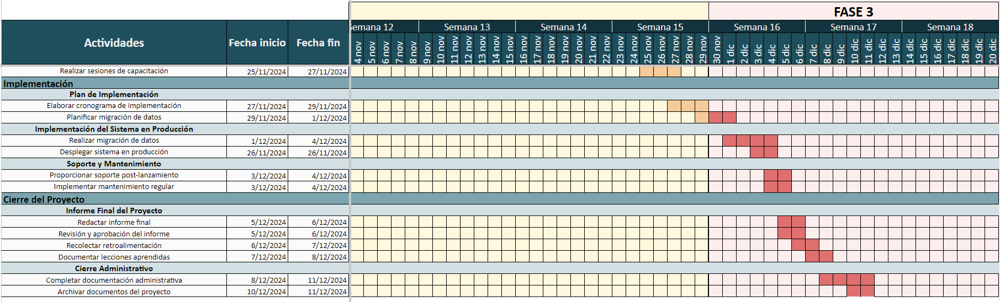 FASE 3
Actividades Fecha inicio Fecha fin Semana 12 Semana 13 Semana 14 Semana 15 Semana 16 Semana 17 Semana 18
4 nov 5 nov 6 nov 7 nov 8 nov 9 nov 10 nov 11 nov 12 nov 13 nov 14 nov 15 nov 16 nov 17 nov 18 nov 19 nov 20 nov 21 nov 22 nov 23 nov 24 nov 25 nov 26 nov 27 nov 28 nov 29 nov 30 nov 1 dic 2 dic 3 dic 4 dic 5 dic 6 dic 7 dic 8 dic 9 dic 10 dic 11 dic 12 dic 13 dic 14 dic 15 dic 16 dic 17 dic 18 dic 19 dic 20 dic
Realizar sesiones de capacitación 25/11/2024 27/11/2024
Implementación
Plan de Implementación
Elaborar cronograma de implementación 27/11/2024 29/11/2024
Planificar migración de datos 29/11/2024 1/12/2024
Implementación del Sistema en Producción
Realizar migración de datos 1/12/2024 4/12/2024
Desplegar sistema en producción 26/11/2024 26/11/2024
Soporte y Mantenimiento
Proporcionar soporte post-lanzamiento 3/12/2024 4/12/2024
Implementar mantenimiento regular 3/12/2024 4/12/2024
Cierre del Proyecto
Informe Final del Proyecto
Redactar informe final 5/12/2024 6/12/2024
Revisión y aprobación del informe 5/12/2024 6/12/2024
Recolectar retroalimentación 6/12/2024 7/12/2024
Documentar lecciones aprendidas 7/12/2024 8/12/2024
Cierre Administrativo
Completar documentación administrativa 8/12/2024 11/12/2024
Archivar documentos del proyecto 10/12/2024 11/12/2024